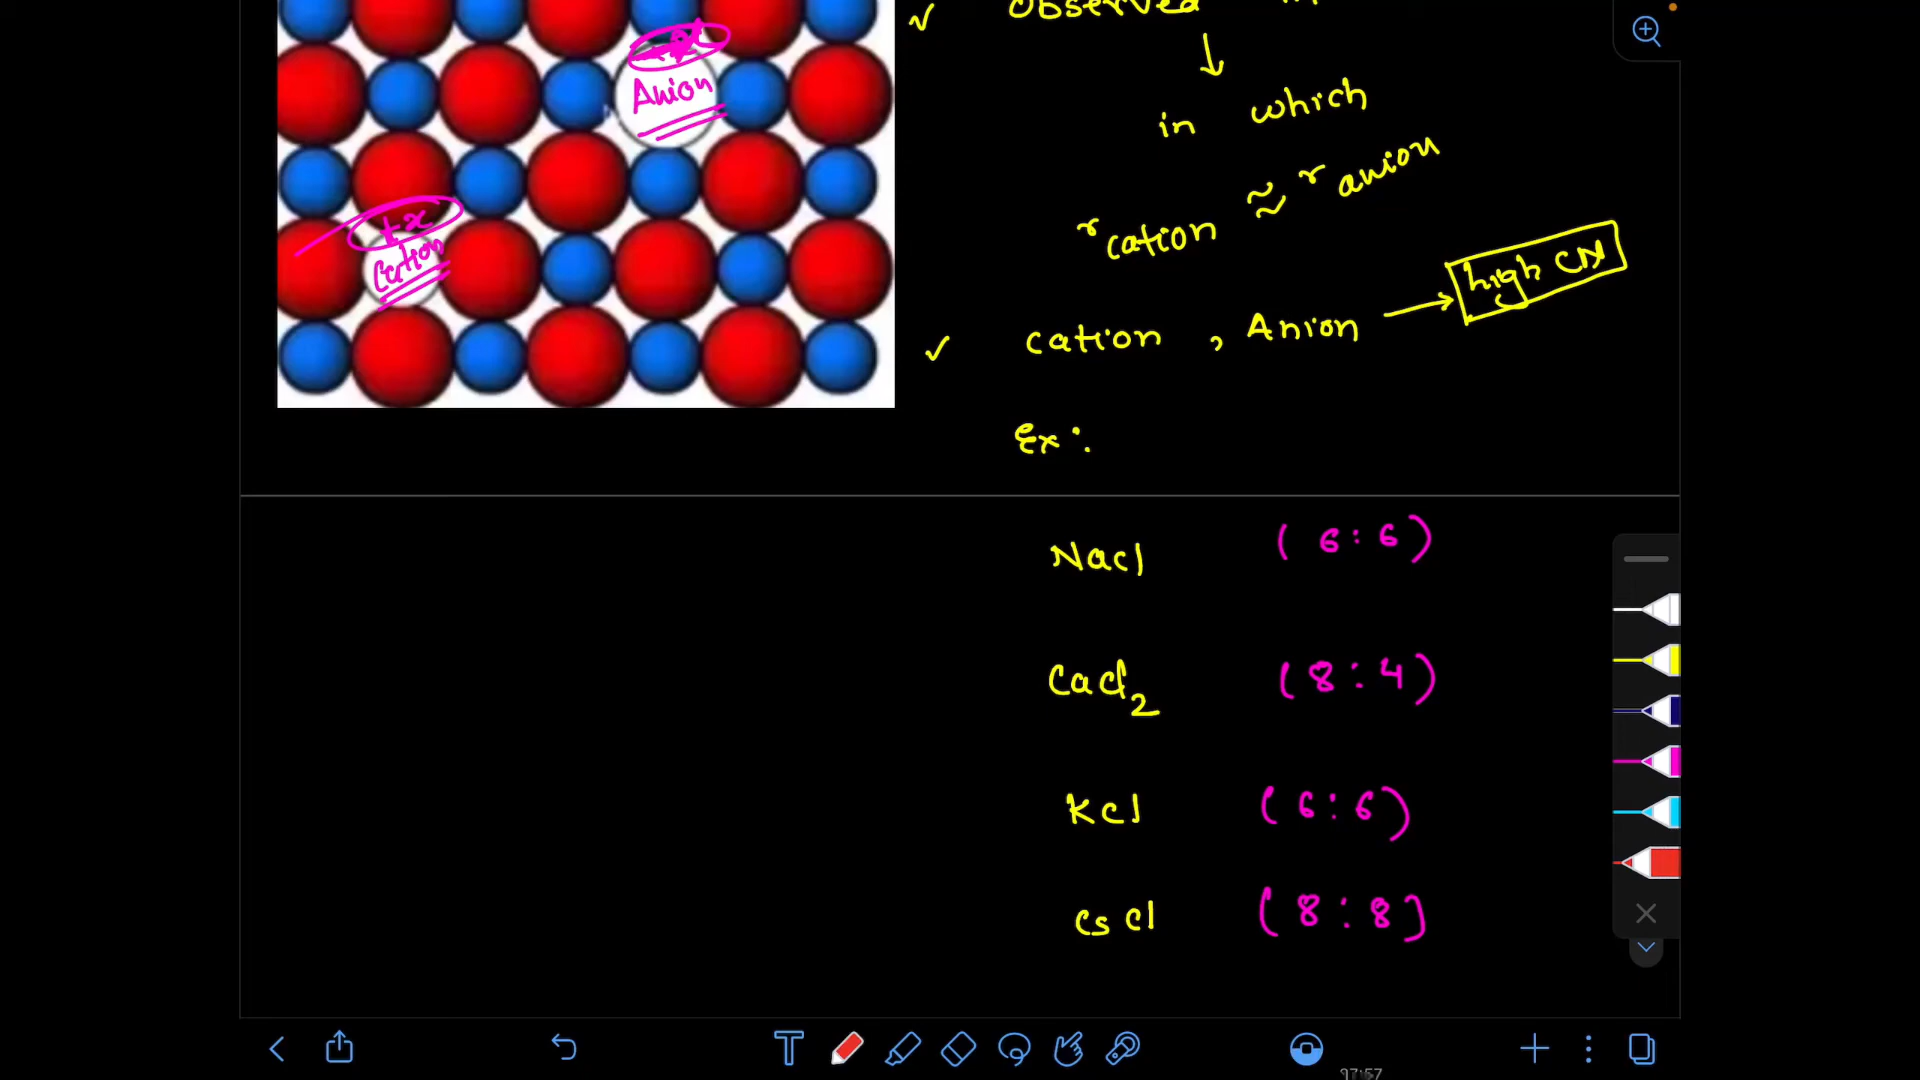 ✓ Observed
↓
in which
r cation ≈ r anion
✓ cation , Anion → high CN
Ex :
Anion
+x
Cation
Nacl ( 6 : 6 )
Cacl2 ( 8 : 4 )
Kcl ( 6 : 6 )
Cs cl ( 8 : 8 ]